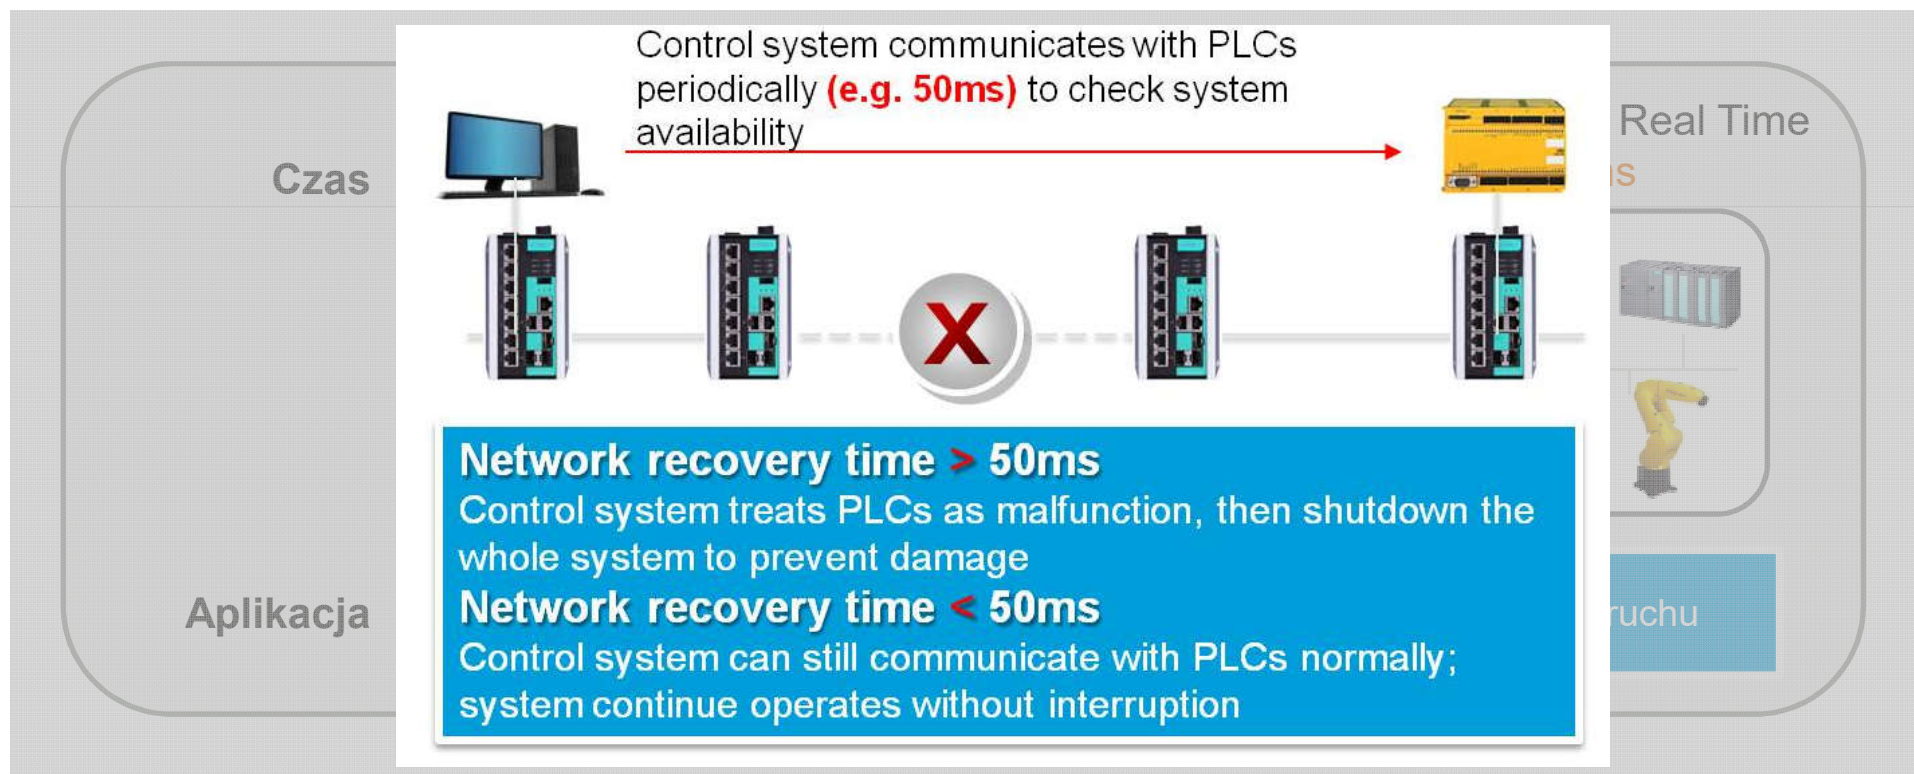 Control system communicates with PLCs
periodically (e.g. 50ms) to check system
availability
Real Time
Czas
X
Network recovery time > 50ms
Control system treats PLCs as malfunction, then shutdown the
whole system to prevent damage
Network recovery time < 50ms
Control system can still communicate with PLCs normally;
system continue operates without interruption
Aplikacja
ruchu